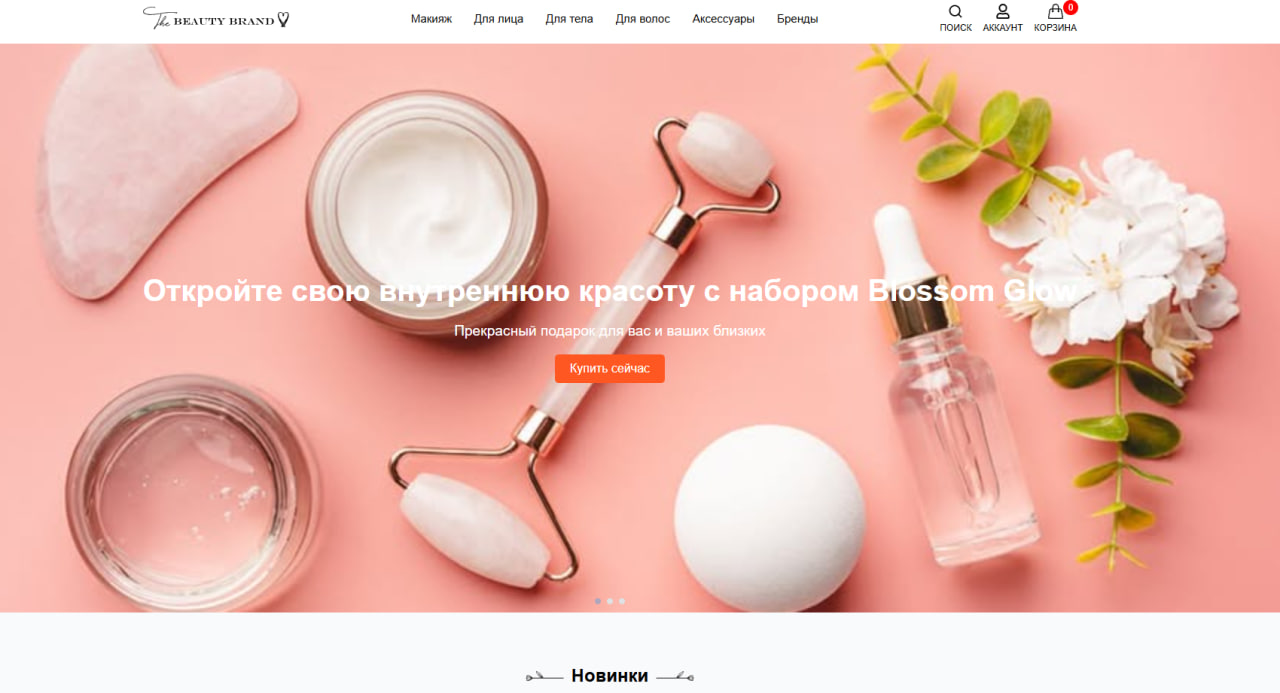 The BEAUTY BRAND
Макияж Для лица Для тела Для волос Аксессуары Бренды
0
ПОИСК АККАУНТ КОРЗИНА
Откройте свою внутреннюю красоту с набором Blossom Glow
Прекрасный подарок для вас и ваших близких
Купить сейчас
Новинки